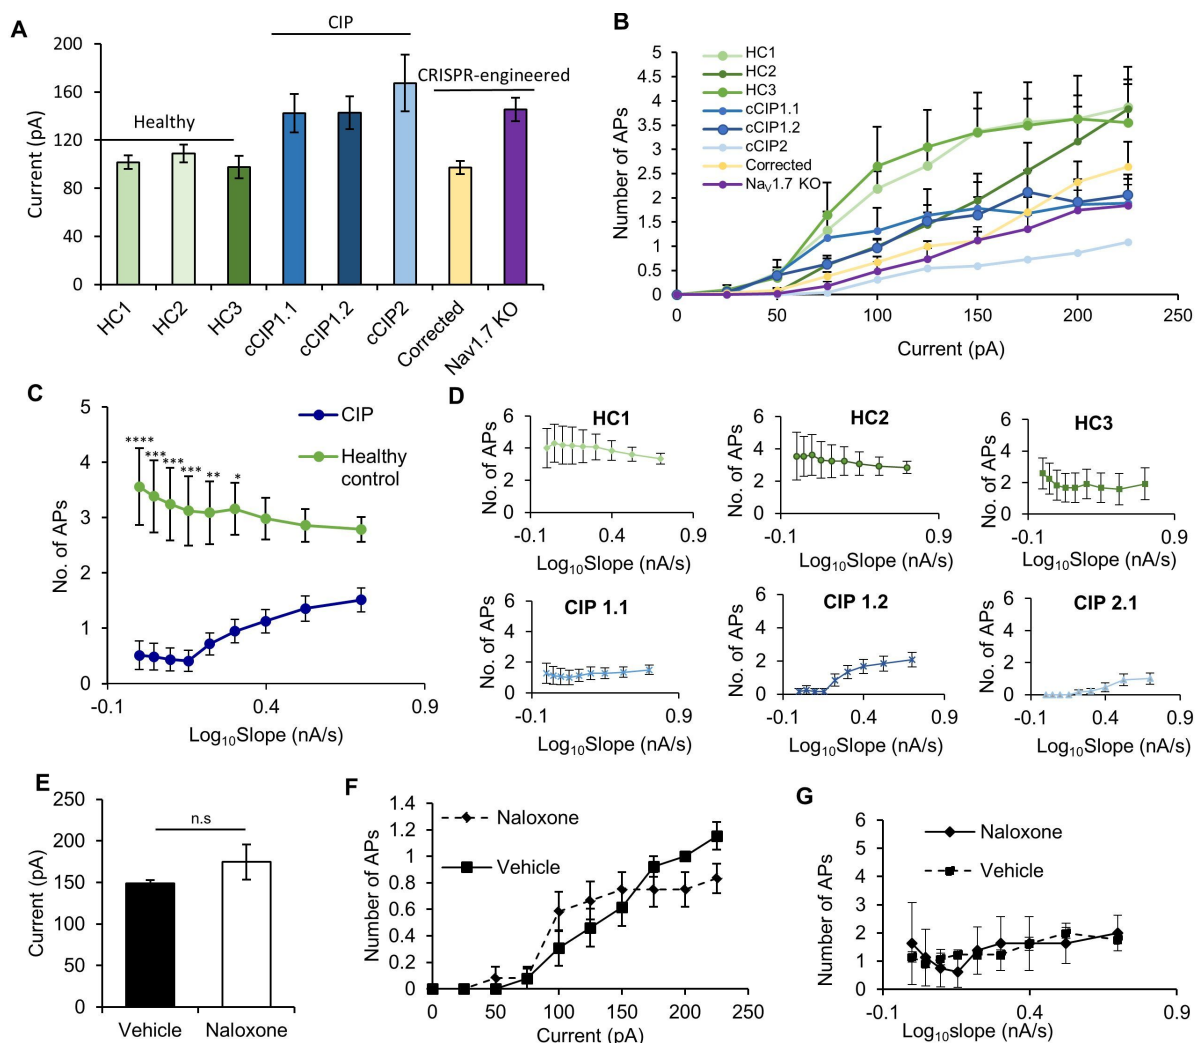 A
CIP
CRISPR-engineered
Healthy
Current (pA)
200
160
120
80
40
0
HC1
HC2
HC3
cCIP1.1
cCIP1.2
cCIP2
Corrected
Nav1.7 KO
B
Number of APs
5
4.5
4
3.5
3
2.5
2
1.5
1
0.5
0
HC1
HC2
HC3
cCIP1.1
cCIP1.2
cCIP2
Corrected
NaV1.7 KO
0 50 100 150 200 250
Current (pA)
C
No. of APs
5
4
3
2
1
0
**** *** *** *** ** *
CIP
Healthy
control
-0.1 0.4 0.9
Log10Slope (nA/s)
D
HC1
No. of APs
6
4
2
0
-0.1 0.9
Log10Slope (nA/s)
HC2
No. of APs
6
4
2
0
-0.1 0.9
Log10Slope (nA/s)
HC3
No. of APs
6
4
2
0
-0.1 0.9
Log10Slope (nA/s)
CIP 1.1
No. of APs
6
4
2
0
-0.1 0.4 0.9
Log10Slope (nA/s)
CIP 1.2
No. of APs
6
4
2
0
-0.1 0.4 0.9
Log10Slope (nA/s)
CIP 2.1
No. of APs
6
4
2
0
-0.1 0.4 0.9
Log10Slope (nA/s)
E
Current (pA)
250
200
150
100
50
0
n.s
Vehicle Naloxone
F
Number of APs
1.4
1.2
1
0.8
0.6
0.4
0.2
0
Naloxone
Vehicle
0 50 100 150 200 250
Current (pA)
G
Number of APs
6
5
4
3
2
1
0
Naloxone
Vehicle
-0.1 0.4 0.9
Log10slope (nA/s)